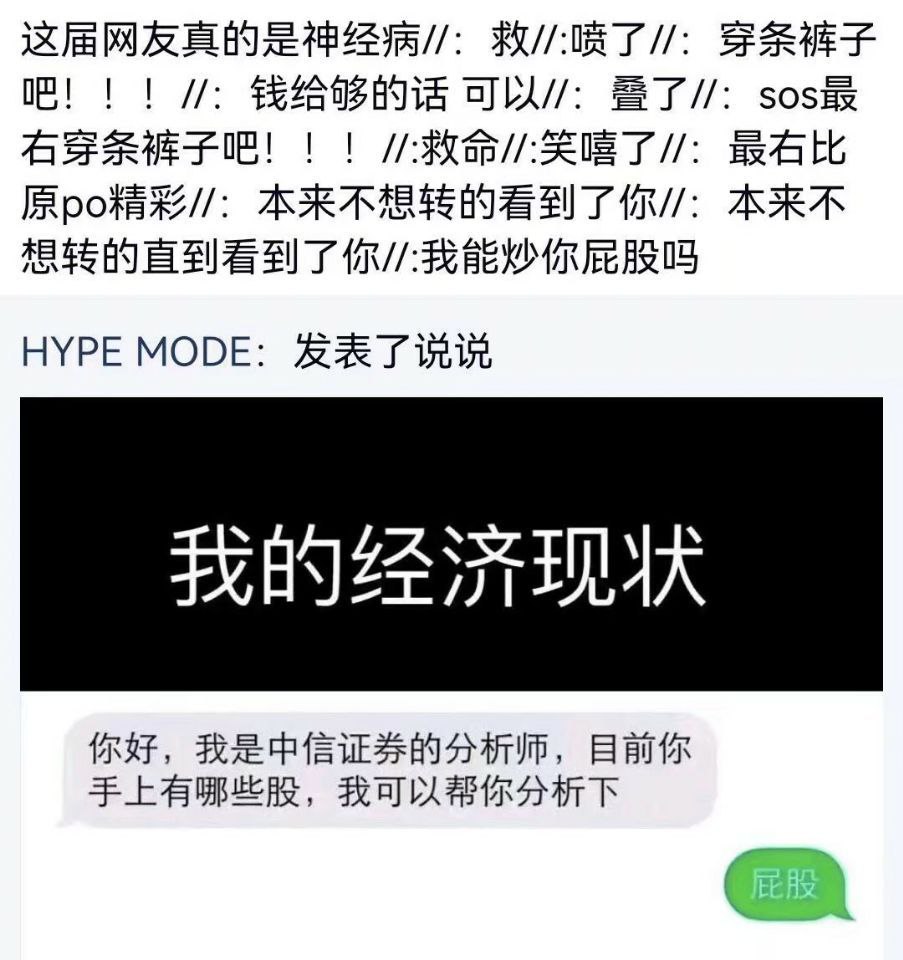 这届网友真的是神经病//：救//:喷了//：穿条裤子
吧！！！//：钱给够的话 可以//：叠了//：sos最
右穿条裤子吧！！！//:救命//:笑嘻了//：最右比
原po精彩//：本来不想转的看到了你//：本来不
想转的直到看到了你//:我能炒你屁股吗
HYPE MODE：发表了说说
我的经济现状
你好，我是中信证券的分析师，目前你
手上有哪些股，我可以帮你分析下
屁股